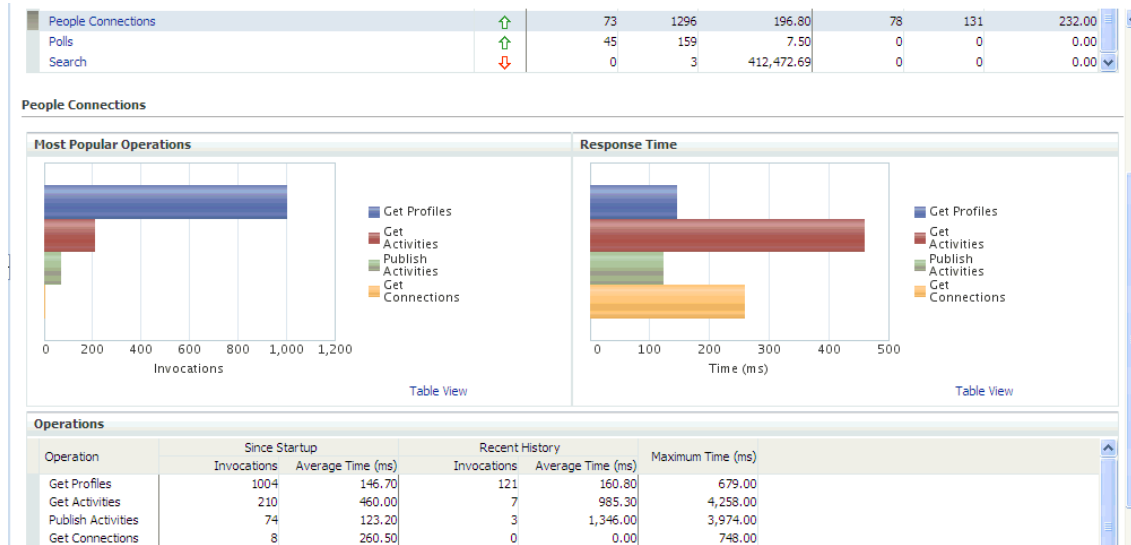 People Connections 73 1296 196.80 78 131 232.00
Polls 45 159 7.50 0 0 0.00
Search 0 3 412,472.69 0 0 0.00
People Connections
Most Popular Operations
Get Profiles
Get
Activities
Publish
Activities
Get
Connections
0 200 400 600 800 1,000 1,200
Invocations
Table View
Response Time
Get Profiles
Get
Activities
Publish
Activities
Get
Connections
0 100 200 300 400 500
Time (ms)
Table View
Operations
Operation Since Startup Recent History Maximum Time (ms)
Invocations Average Time (ms) Invocations Average Time (ms)
Get Profiles 1004 146.70 121 160.80 679.00
Get Activities 210 460.00 7 985.30 4,258.00
Publish Activities 74 123.20 3 1,346.00 3,974.00
Get Connections 8 260.50 0 0.00 748.00